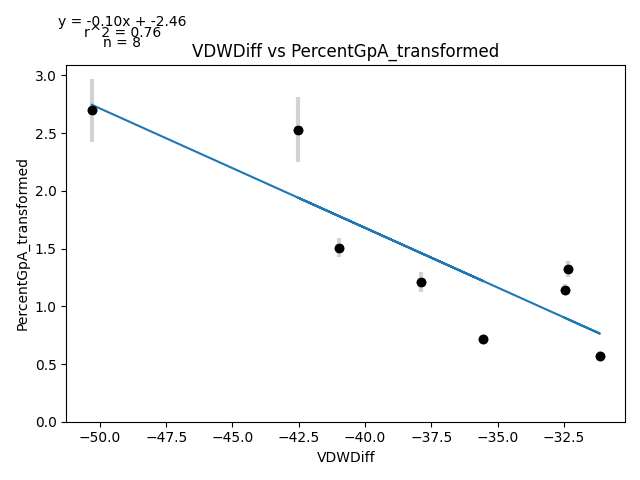 y = -0.10x + -2.46
r^2 = 0.76
n = 8
VDWDiff vs PercentGpA_transformed
3.0
2.5
2.0
1.5
1.0
0.5
0.0
PercentGpA_transformed
−50.0 −47.5 −45.0 −42.5 −40.0 −37.5 −35.0 −32.5
VDWDiff